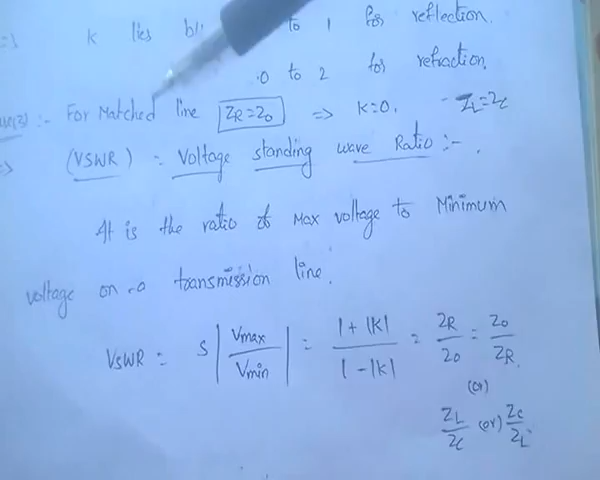 => K lies to 1 for reflection.
0 to 2 for refraction.
:- For Matched line ZR=Z0 => K=0. ZL=ZC
=> (VSWR) = Voltage standing wave Ratio :-
It is the ratio of Max voltage to Minimum
voltage on a transmission line.
VSWR = S |Vmax/Vmin| = 1+|K| / 1-|K| = ZR/Z0 = Z0/ZR
(or)
ZL/ZC (or) ZC/ZL